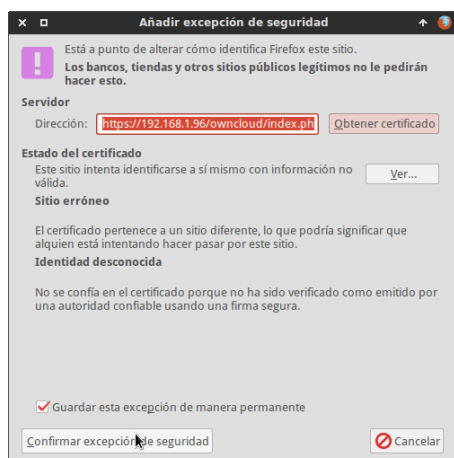 Añadir excepción de seguridad
Está a punto de alterar cómo identifica Firefox este sitio.
Los bancos, tiendas y otros sitios públicos legítimos no le pedirán
hacer esto.
Servidor
Dirección: https://192.168.1.96/owncloud/index.ph Obtener certificado
Estado del certificado
Este sitio intenta identificarse a sí mismo con información no
válida.
Ver...
Sitio erróneo
El certificado pertenece a un sitio diferente, lo que podría significar que
alguien está intentando hacer pasar por este sitio.
Identidad desconocida
No se confía en el certificado porque no ha sido verificado como emitido por
una autoridad confiable usando una firma segura.
Guardar esta excepción de manera permanente
Confirmar excepción de seguridad Cancelar